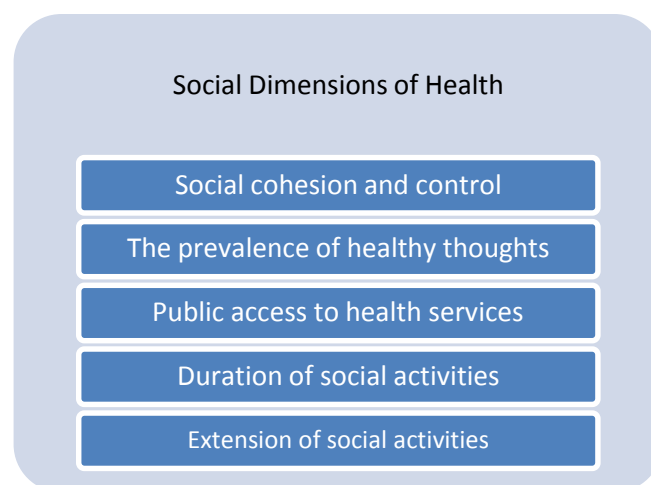 Social Dimensions of Health
Social cohesion and control
The prevalence of healthy thoughts
Public access to health services
Duration of social activities
Extension of social activities